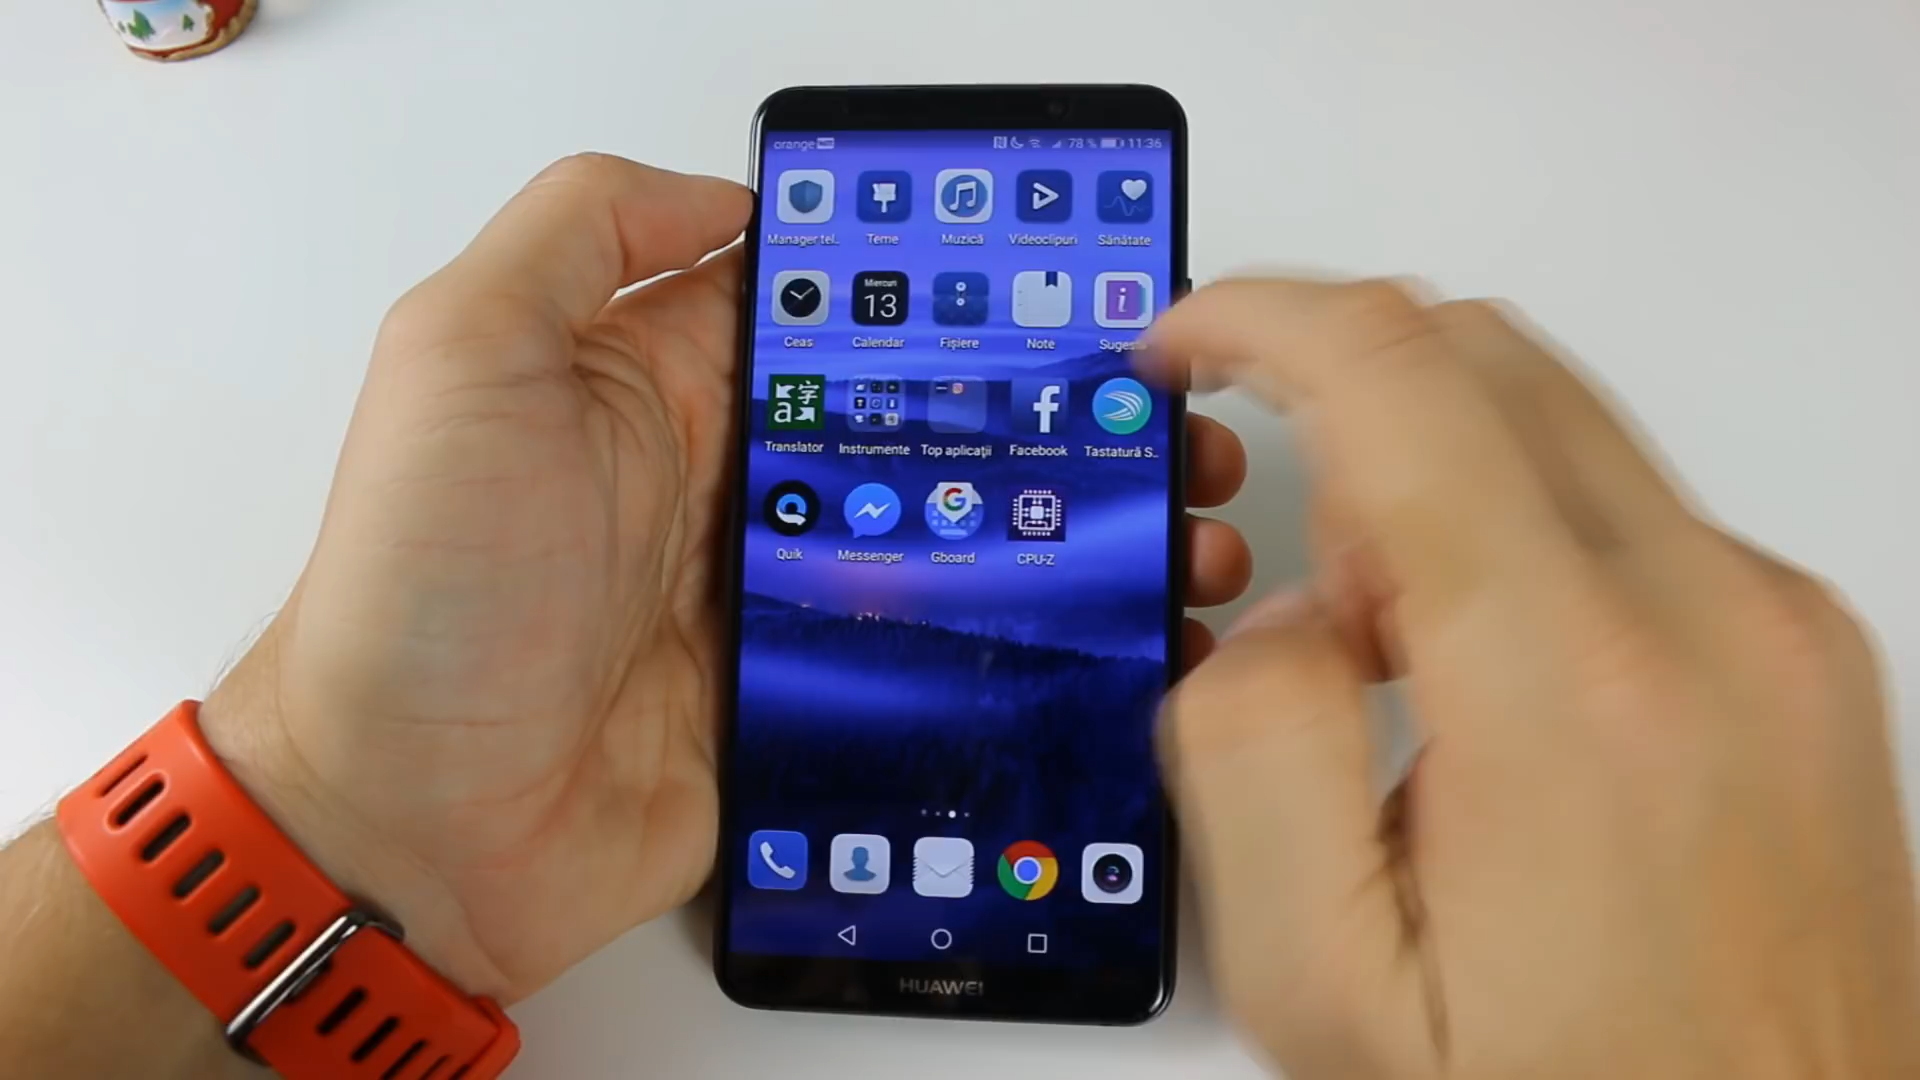 orange 78 % 11:36
Manager tel.. Teme Muzică Videoclipuri Sănătate
Miercuri
13
Ceas Calendar Fișiere Note
Translator Instrumente Top aplicații Facebook Tastatură S..
Quik Messenger Gboard CPU-Z
HUAWEI